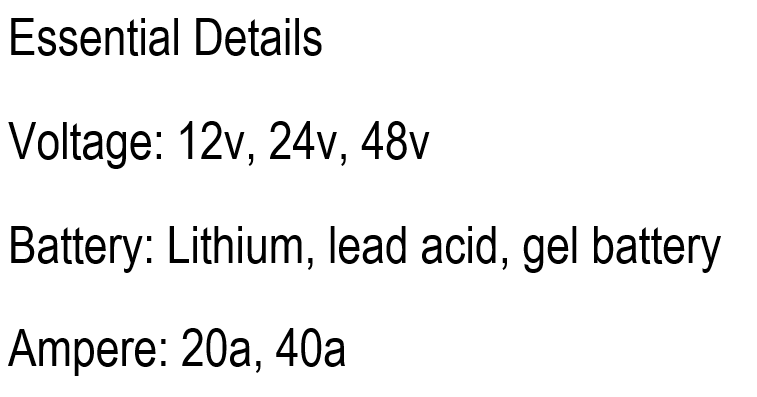 Essential Details
Voltage: 12v, 24v, 48v
Battery: Lithium, lead acid, gel battery
Ampere: 20a, 40a